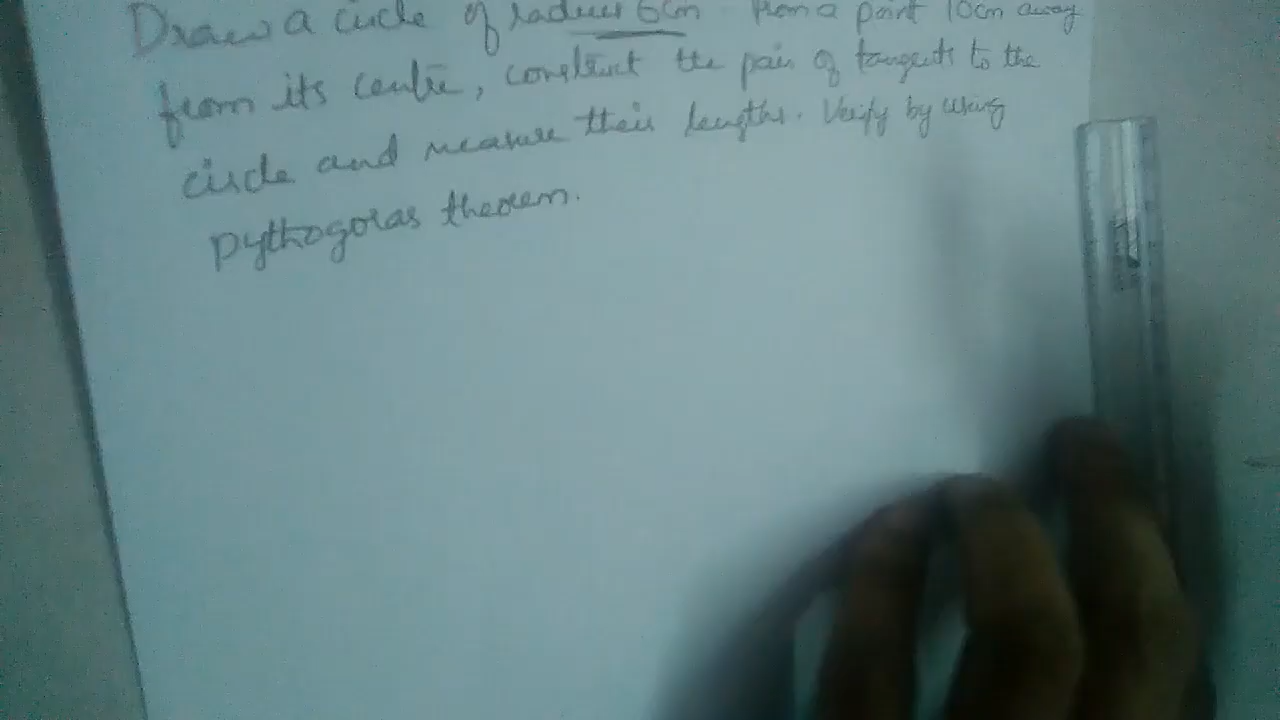 Draw a circle of radius 6cm From a point 10cm away
from its centre, construct the pair of tangents to the
circle and measure their lengths. Verify by using
pythogoras theorem.